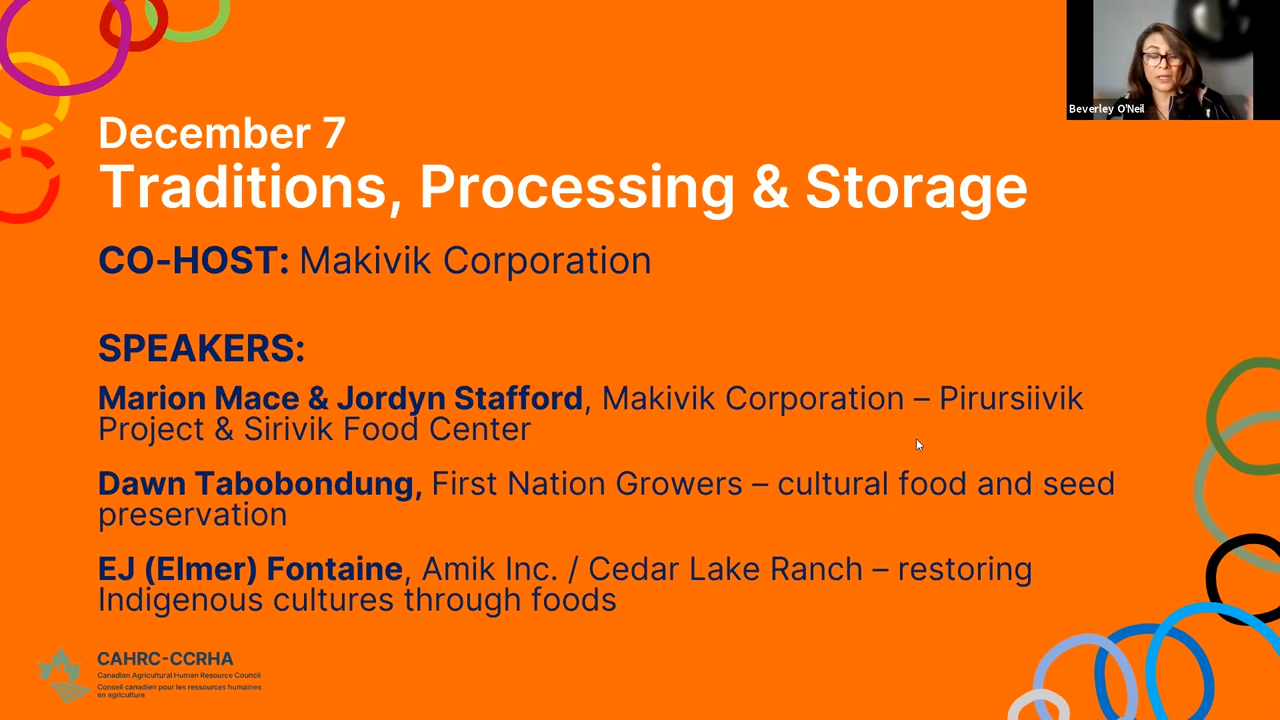 Beverley O'Neil
December 7
Traditions, Processing & Storage
CO-HOST: Makivik Corporation
SPEAKERS:
Marion Mace & Jordyn Stafford, Makivik Corporation – Pirursiivik
Project & Sirivik Food Center
Dawn Tabobondung, First Nation Growers – cultural food and seed
preservation
EJ (Elmer) Fontaine, Amik Inc. / Cedar Lake Ranch – restoring
Indigenous cultures through foods
CAHRC-CCRHA
Canadian Agricultural Human Resource Council
Conseil canadien pour les ressources humaines
en agriculture